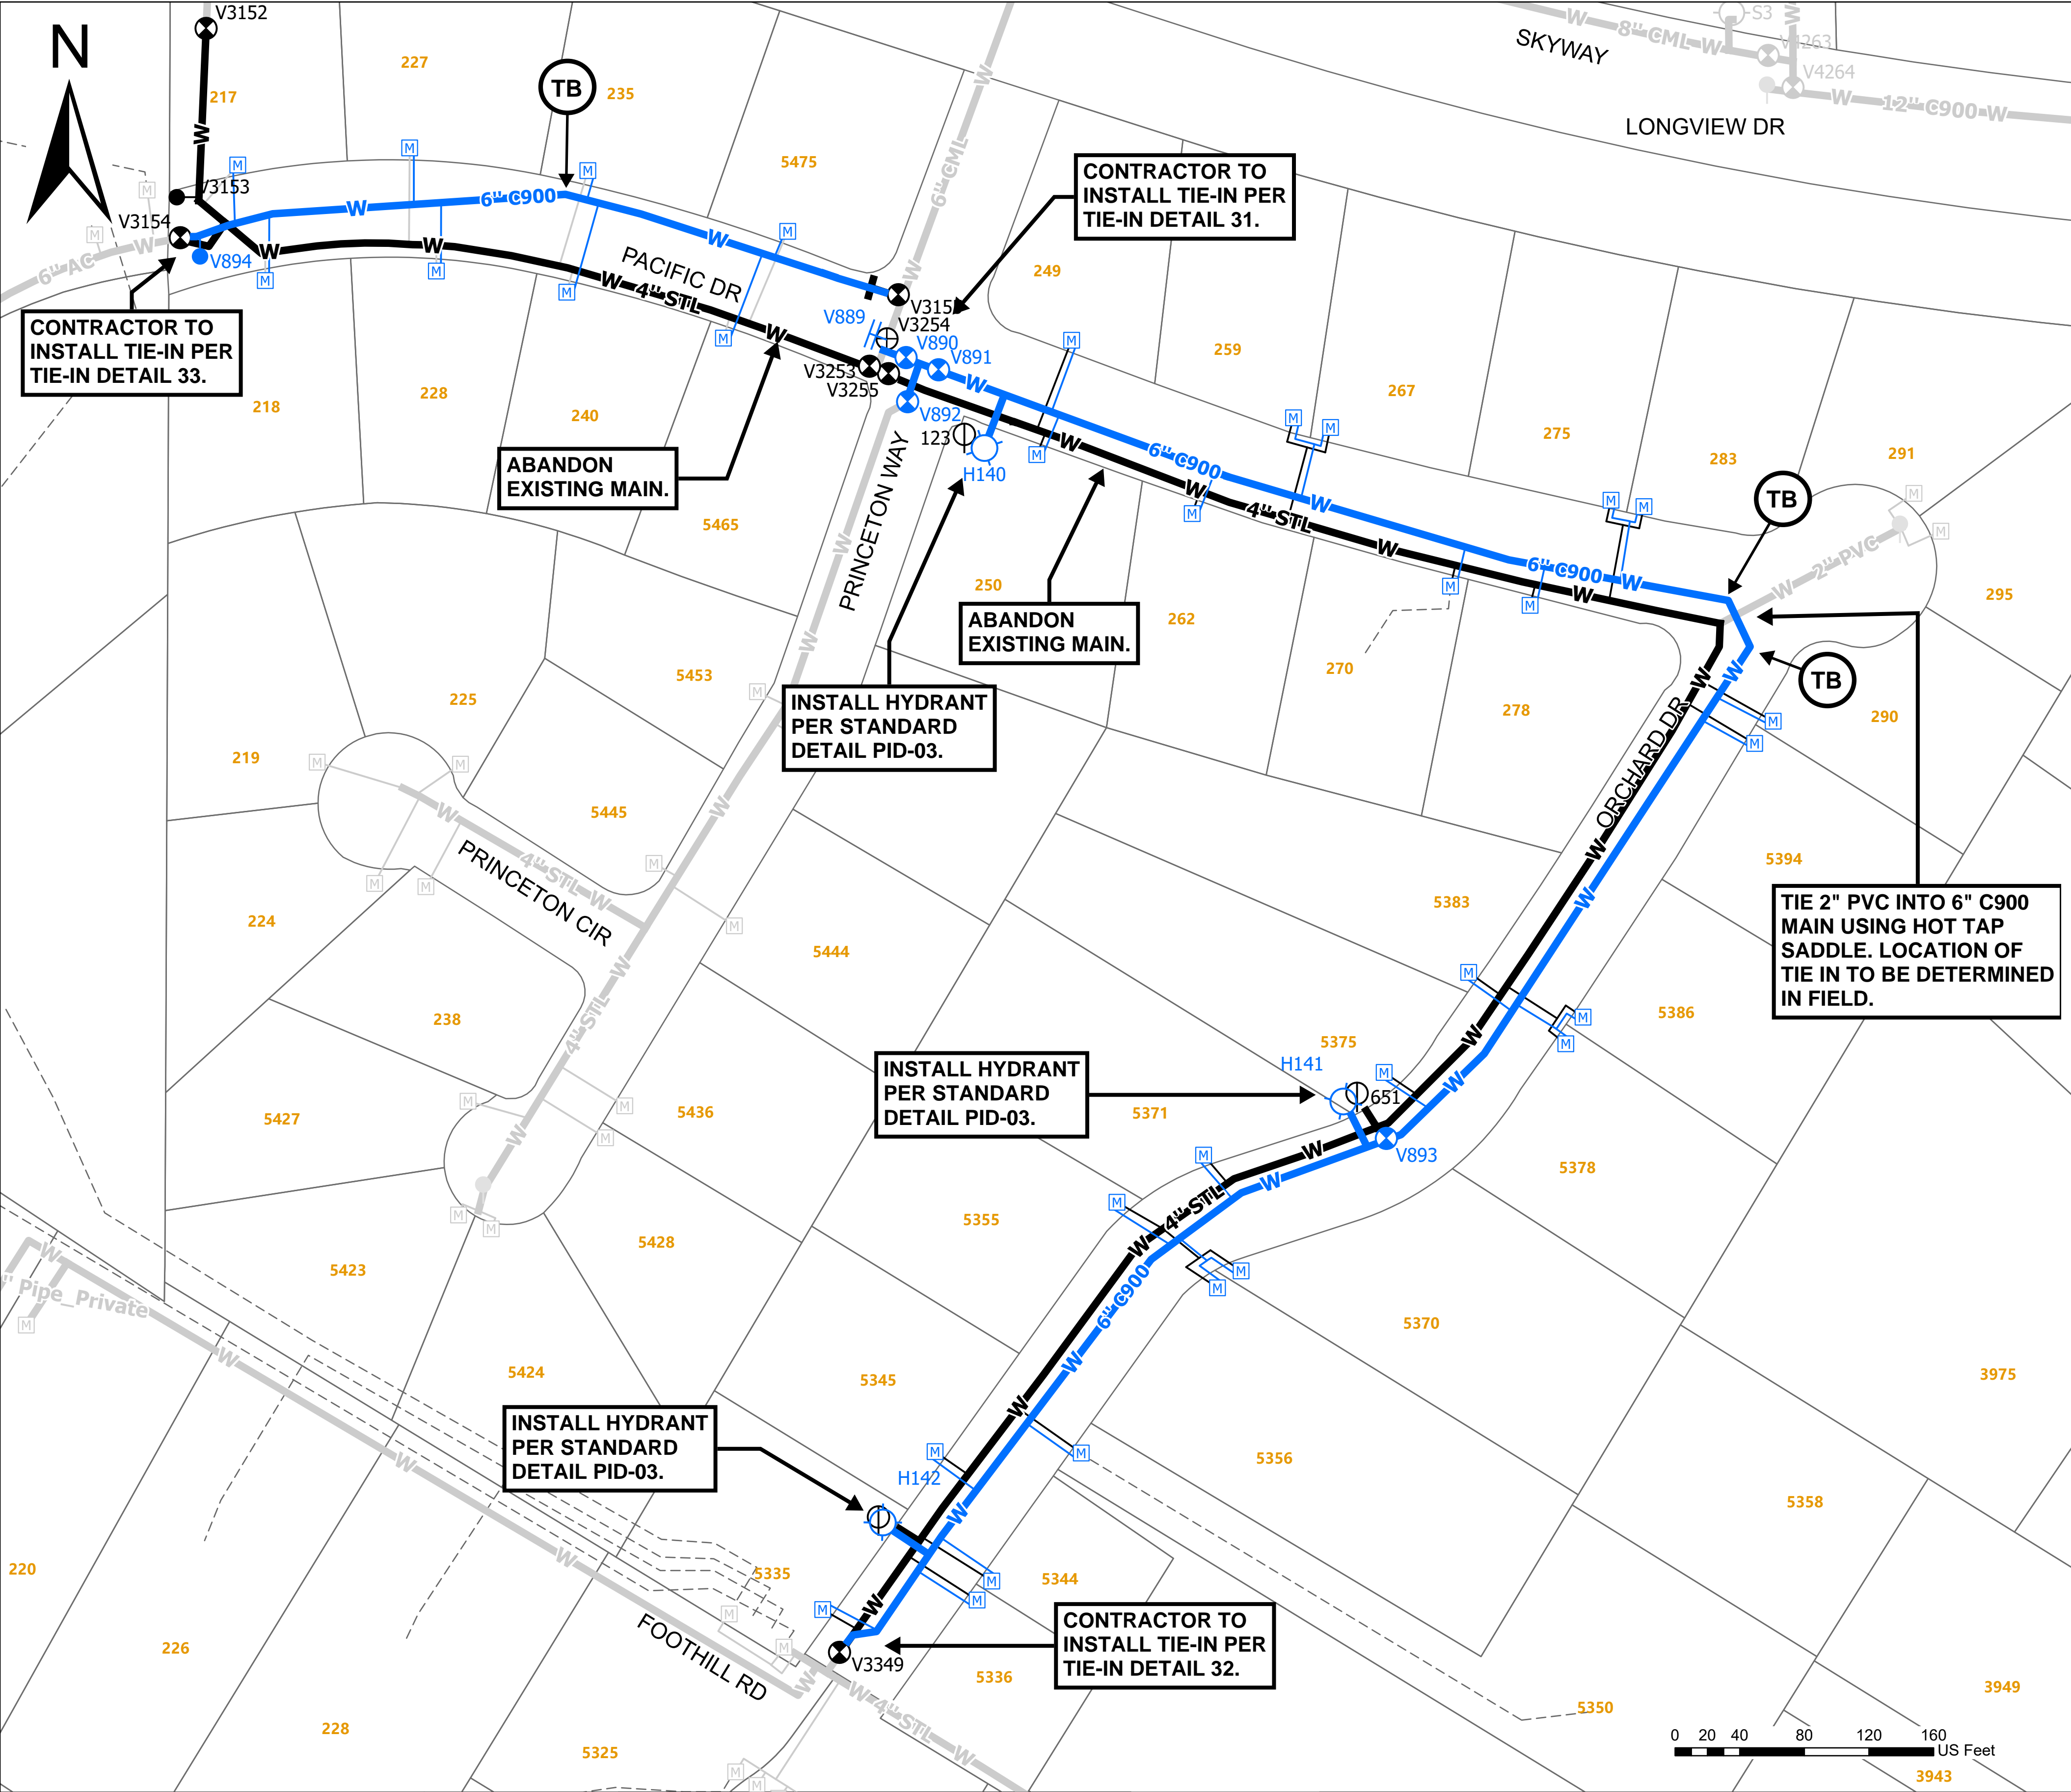 N
V3152
227
217
TB
235
5475
S3
8" CML
V4263
V4264
SKYWAY
12" C900
LONGVIEW DR
V3153
V3154
V894
6" AC
6" C900
PACIFIC DR
4" STL
6" CML
CONTRACTOR TO
INSTALL TIE-IN PER
TIE-IN DETAIL 31.
249
V889
V3254
V890
V891
V3253
V3255
V892
123
H140
CONTRACTOR TO
INSTALL TIE-IN PER
TIE-IN DETAIL 33.
218
228
240
ABANDON
EXISTING MAIN.
5465
PRINCETON WAY
259
267
275
283
291
295
6" C900
4" STL
6" C900
2" PVC
TB
TB
250
ABANDON
EXISTING MAIN.
262
270
278
290
5453
225
219
INSTALL HYDRANT
PER STANDARD
DETAIL PID-03.
ORCHARD DR
5445
4" STL
PRINCETON CIR
224
5444
5383
5394
TIE 2" PVC INTO 6" C900
MAIN USING HOT TAP
SADDLE. LOCATION OF
TIE IN TO BE DETERMINED
IN FIELD.
5386
238
4" STL
5375
H141
651
INSTALL HYDRANT
PER STANDARD
DETAIL PID-03.
5427
5436
5371
V893
5378
4" STL
5355
5428
5423
" Pipe_Private
6" C900
5370
5424
5345
3975
INSTALL HYDRANT
PER STANDARD
DETAIL PID-03.
H142
5356
5358
220
5335
5344
226
FOOTHILL RD
V3349
CONTRACTOR TO
INSTALL TIE-IN PER
TIE-IN DETAIL 32.
5336
4" STL
3949
5350
228
5325
0 20 40 80 120 160
US Feet
3943